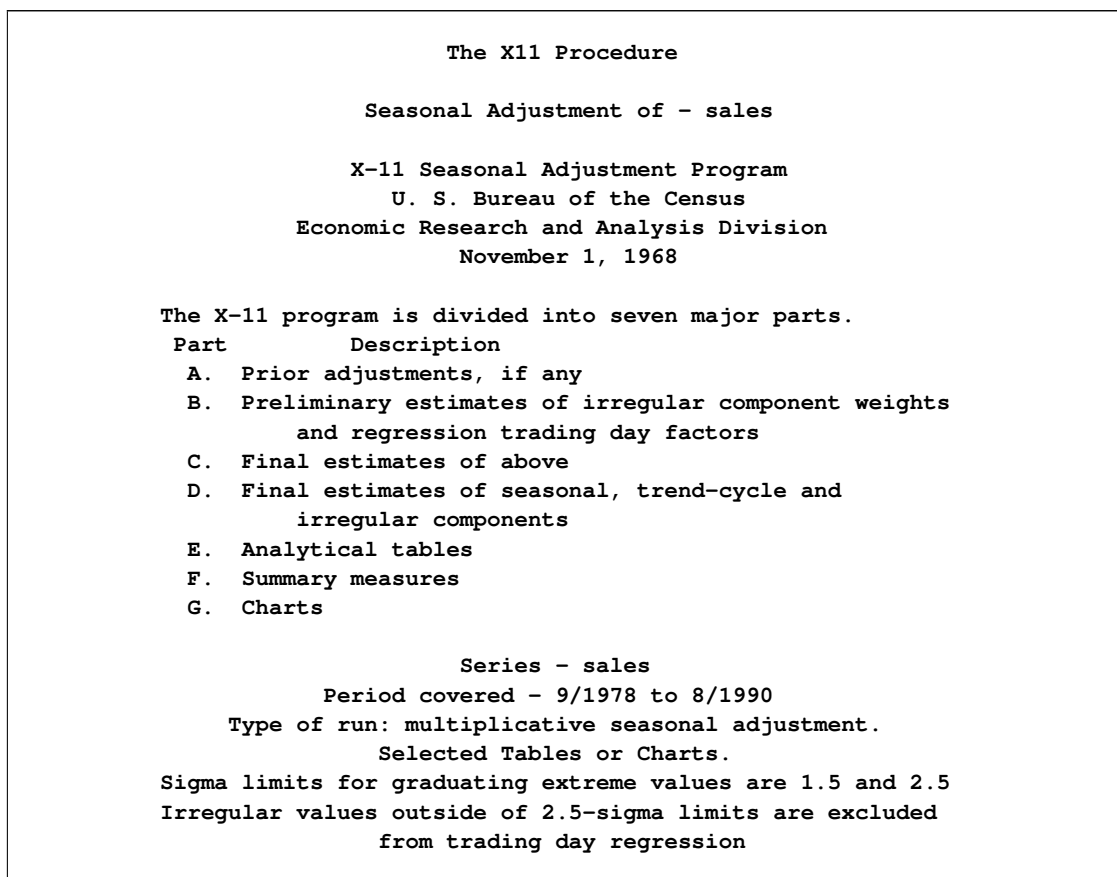 The X11 Procedure
Seasonal Adjustment of - sales
X-11 Seasonal Adjustment Program
U. S. Bureau of the Census
Economic Research and Analysis Division
November 1, 1968
The X-11 program is divided into seven major parts.
Part Description
A. Prior adjustments, if any
B. Preliminary estimates of irregular component weights
and regression trading day factors
C. Final estimates of above
D. Final estimates of seasonal, trend-cycle and
irregular components
E. Analytical tables
F. Summary measures
G. Charts
Series - sales
Period covered - 9/1978 to 8/1990
Type of run: multiplicative seasonal adjustment.
Selected Tables or Charts.
Sigma limits for graduating extreme values are 1.5 and 2.5
Irregular values outside of 2.5-sigma limits are excluded
from trading day regression